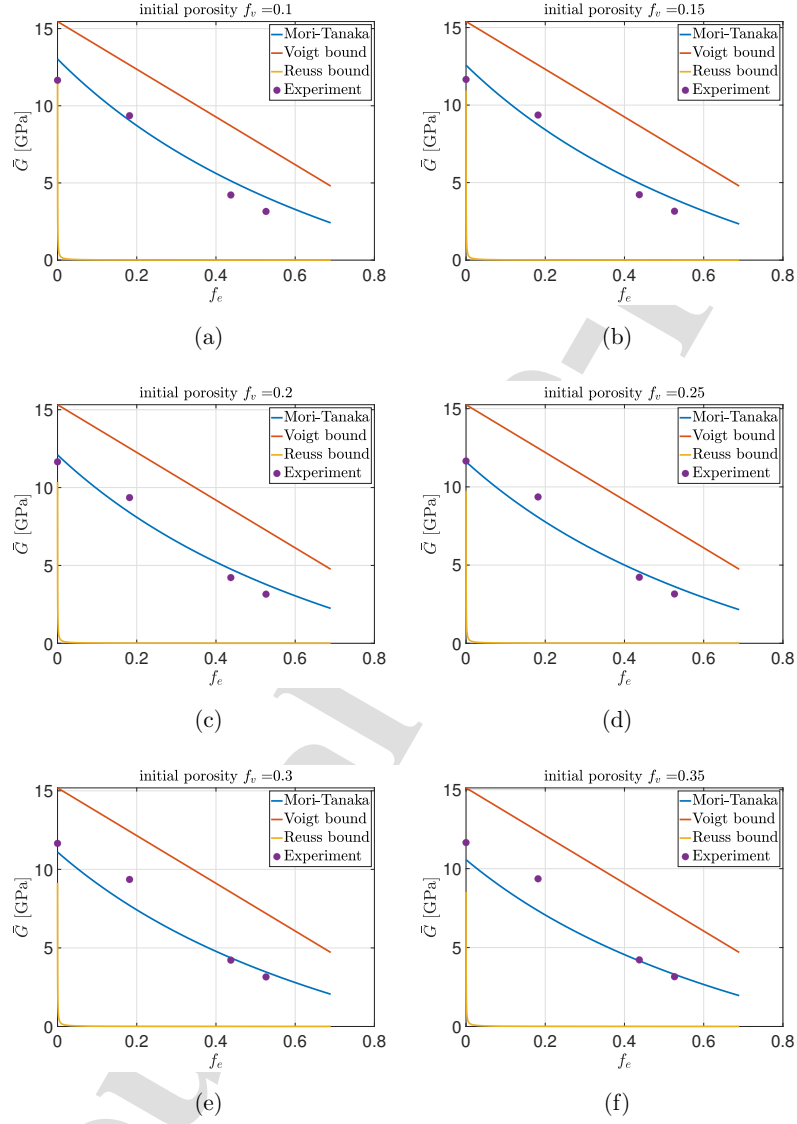 initial porosity f_v =0.1
15
10
5
0
Ḡ [GPa]
0 0.2 0.4 0.6 0.8
f_e
Mori-Tanaka
Voigt bound
Reuss bound
Experiment
(a)
initial porosity f_v =0.15
15
10
5
0
Ḡ [GPa]
0 0.2 0.4 0.6 0.8
f_e
Mori-Tanaka
Voigt bound
Reuss bound
Experiment
(b)
initial porosity f_v =0.2
15
10
5
0
Ḡ [GPa]
0 0.2 0.4 0.6 0.8
f_e
Mori-Tanaka
Voigt bound
Reuss bound
Experiment
(c)
initial porosity f_v =0.25
15
10
5
0
Ḡ [GPa]
0 0.2 0.4 0.6 0.8
f_e
Mori-Tanaka
Voigt bound
Reuss bound
Experiment
(d)
initial porosity f_v =0.3
15
10
5
0
Ḡ [GPa]
0 0.2 0.4 0.6 0.8
f_e
Mori-Tanaka
Voigt bound
Reuss bound
Experiment
(e)
initial porosity f_v =0.35
15
10
5
0
Ḡ [GPa]
0 0.2 0.4 0.6 0.8
f_e
Mori-Tanaka
Voigt bound
Reuss bound
Experiment
(f)